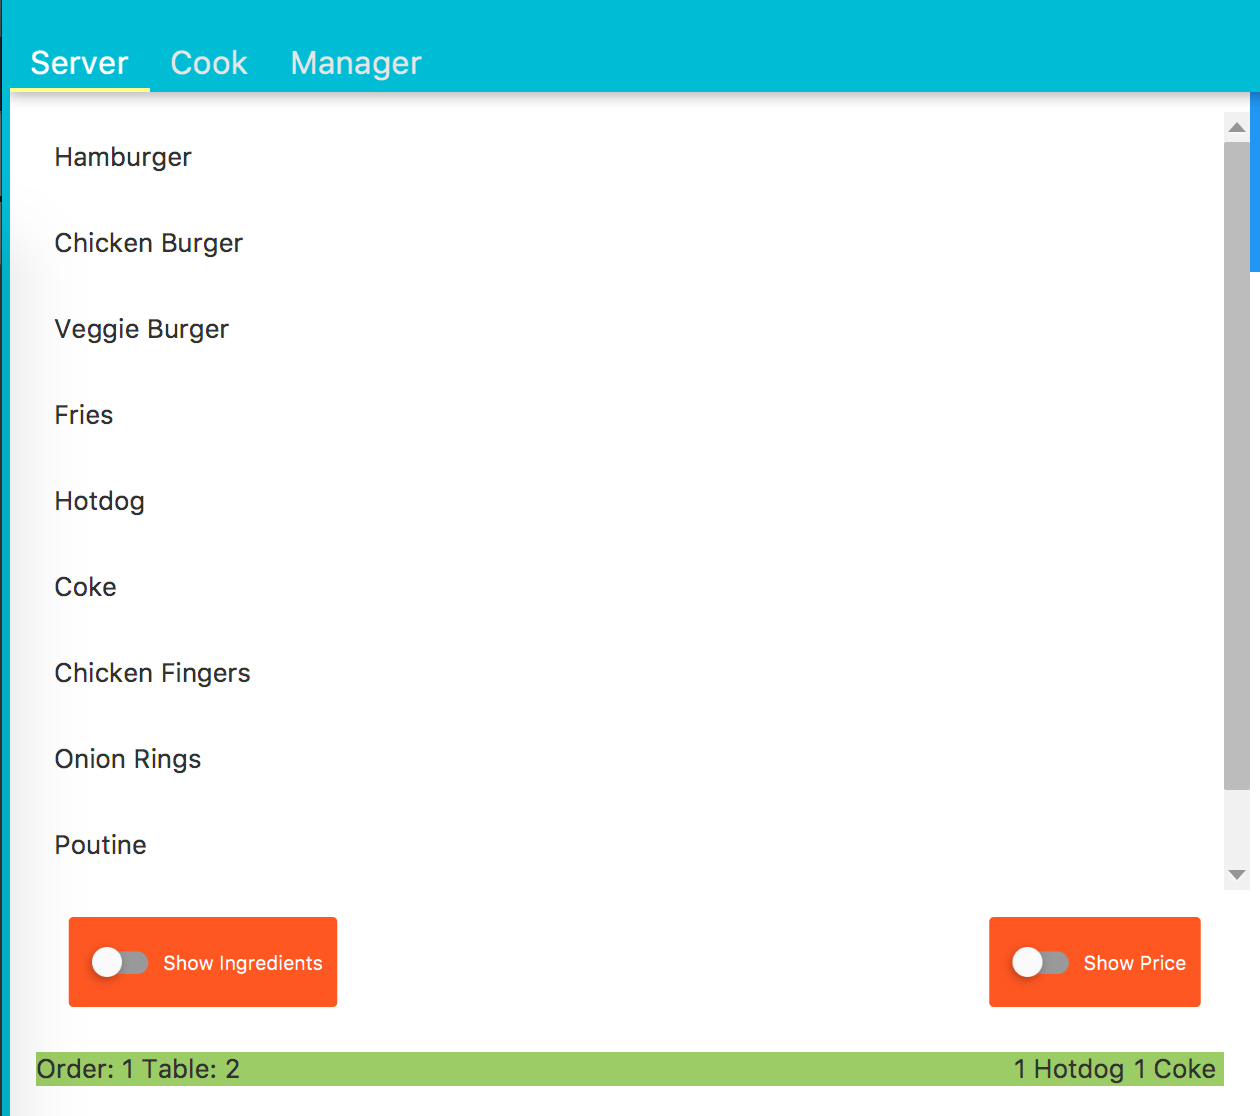 Server Cook Manager
Hamburger
Chicken Burger
Veggie Burger
Fries
Hotdog
Coke
Chicken Fingers
Onion Rings
Poutine
Show Ingredients Show Price
Order: 1 Table: 2 1 Hotdog 1 Coke